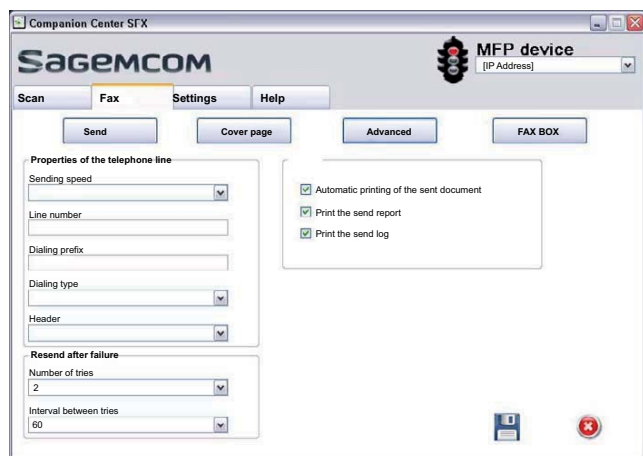 Companion Center SFX
Sagemcom
MFP device
[IP Address]
Scan
Fax
Settings
Help
Send
Cover page
Advanced
FAX BOX
Properties of the telephone line
Sending speed
Line number
Dialing prefix
Dialing type
Header
Automatic printing of the sent document
Print the send report
Print the send log
Resend after failure
Number of tries
2
Interval between tries
60